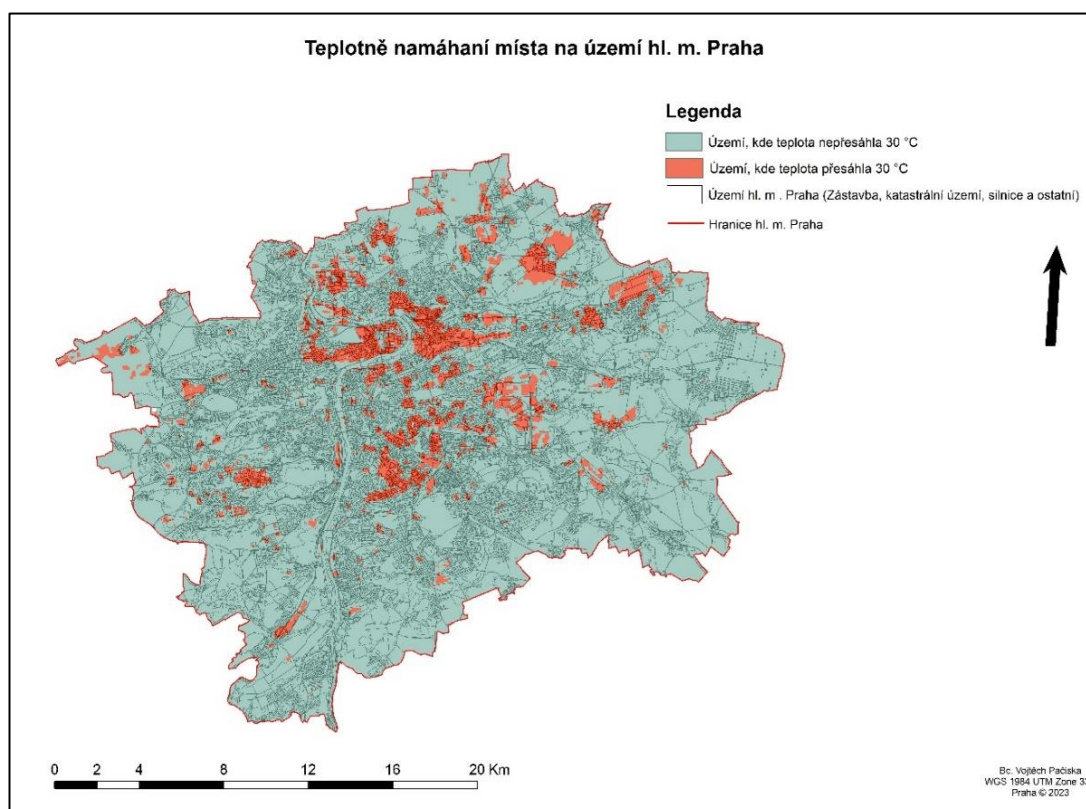 Teplotně namáhaní místa na území hl. m. Praha
Legenda
Území, kde teplota nepřesáhla 30 °C
Území, kde teplota přesáhla 30 °C
Území hl. m . Praha (Zástavba, katastrální území, silnice a ostatní)
Hranice hl. m. Praha
0 2 4 8 12 16 20 Km
Bc. Vojtěch Pačiska
WGS 1984 UTM Zone 33
Praha © 2023